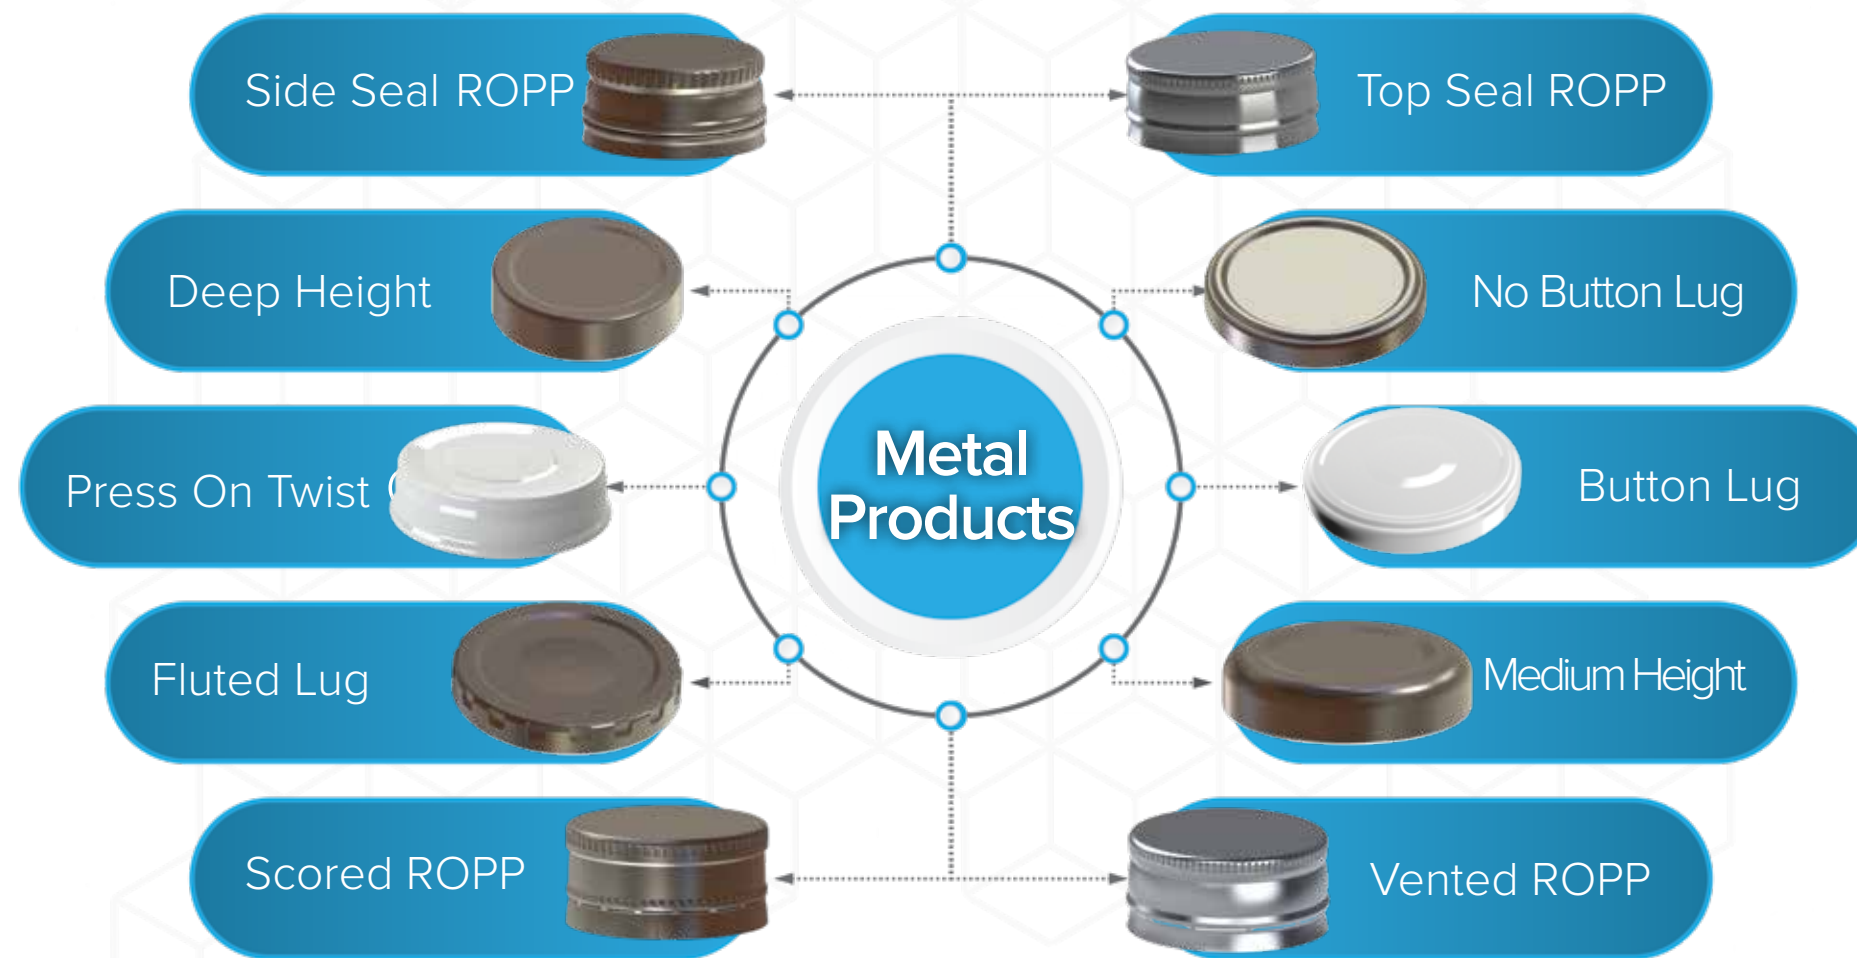 Side Seal ROPP
Top Seal ROPP
Deep Height
No Button Lug
Metal
Products
Press On Twist
Button Lug
Fluted Lug
Medium Height
Scored ROPP
Vented ROPP